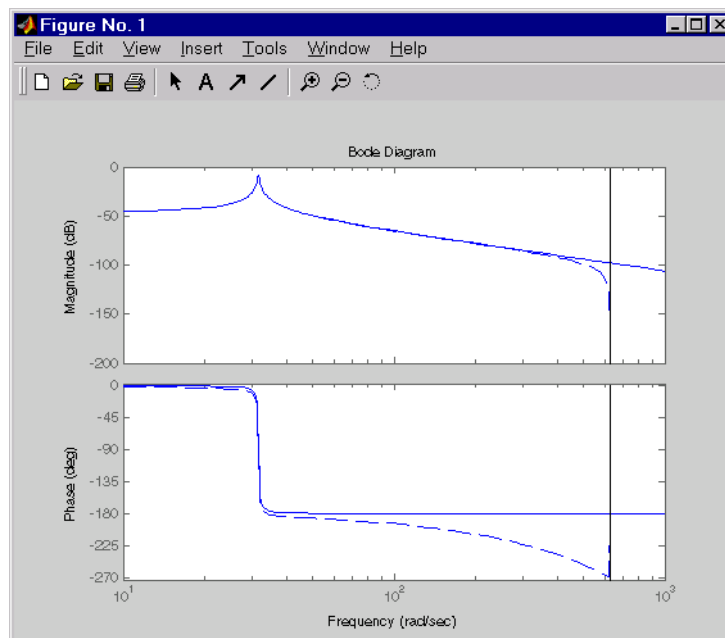 Figure No. 1
File Edit View Insert Tools Window Help
A
Bode Diagram
Magnitude (dB)
0
-50
-100
-150
-200
Phase (deg)
0
-45
-90
-135
-180
-225
-270
10^1
10^2
10^3
Frequency (rad/sec)